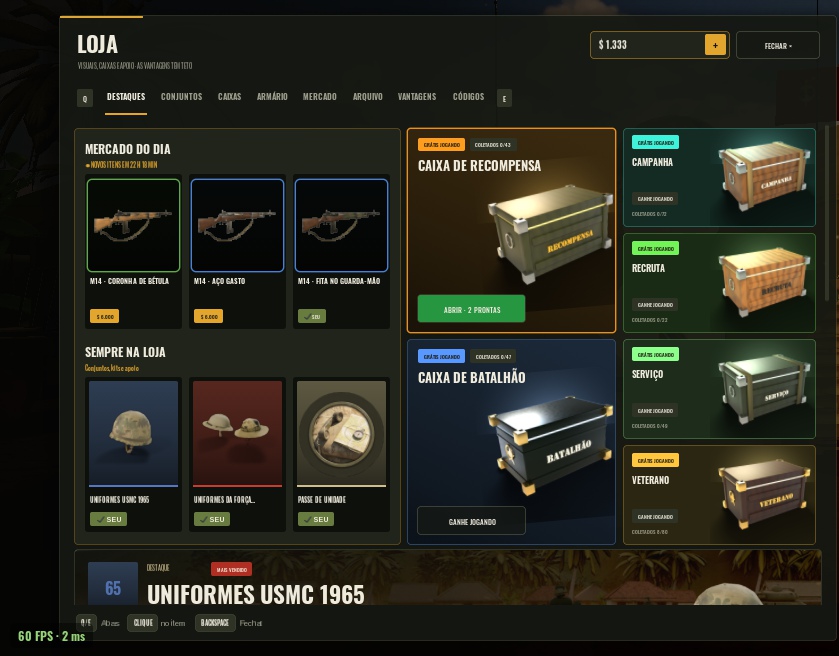 LOJA
$ 1.333
+
FECHAR
VISUAIS, CAIXAS E APOIO · AS VANTAGENS TÊM TETO
Q
DESTAQUES
CONJUNTOS
CAIXAS
ARMÁRIO
MERCADO
ARQUIVO
VANTAGENS
CÓDIGOS
E
MERCADO DO DIA
NOVOS ITENS EM 22 H 18 MIN
M14 · CORONHA DE BÉTULA
$ 6.000
M14 · AÇO GASTO
$ 6.000
M14 · FITA NO GUARDA-MÃO
SEU
SEMPRE NA LOJA
Conjuntos, kits e apoio
UNIFORMES USMC 1965
SEU
UNIFORMES DA FORÇA...
SEU
PASSE DE UNIDADE
SEU
GRÁTIS JOGANDO
COLETADOS 0/43
CAIXA DE RECOMPENSA
RECOMPENSA
ABRIR · 2 PRONTAS
GRÁTIS JOGANDO
COLETADOS 0/47
CAIXA DE BATALHÃO
BATALHÃO
GANHE JOGANDO
GRÁTIS JOGANDO
CAMPANHA
CAMPANHA
GANHE JOGANDO
COLETADOS 0/72
GRÁTIS JOGANDO
RECRUTA
RECRUTA
GANHE JOGANDO
COLETADOS 0/22
GRÁTIS JOGANDO
SERVIÇO
SERVIÇO
GANHE JOGANDO
COLETADOS 0/49
GRÁTIS JOGANDO
VETERANO
VETERANO
GANHE JOGANDO
COLETADOS 0/60
65
DESTAQUE
MAIS VENDIDO
UNIFORMES USMC 1965
Q/E
Abas
CLIQUE
no item
BACKSPACE
Fechar
60 FPS · 2 ms